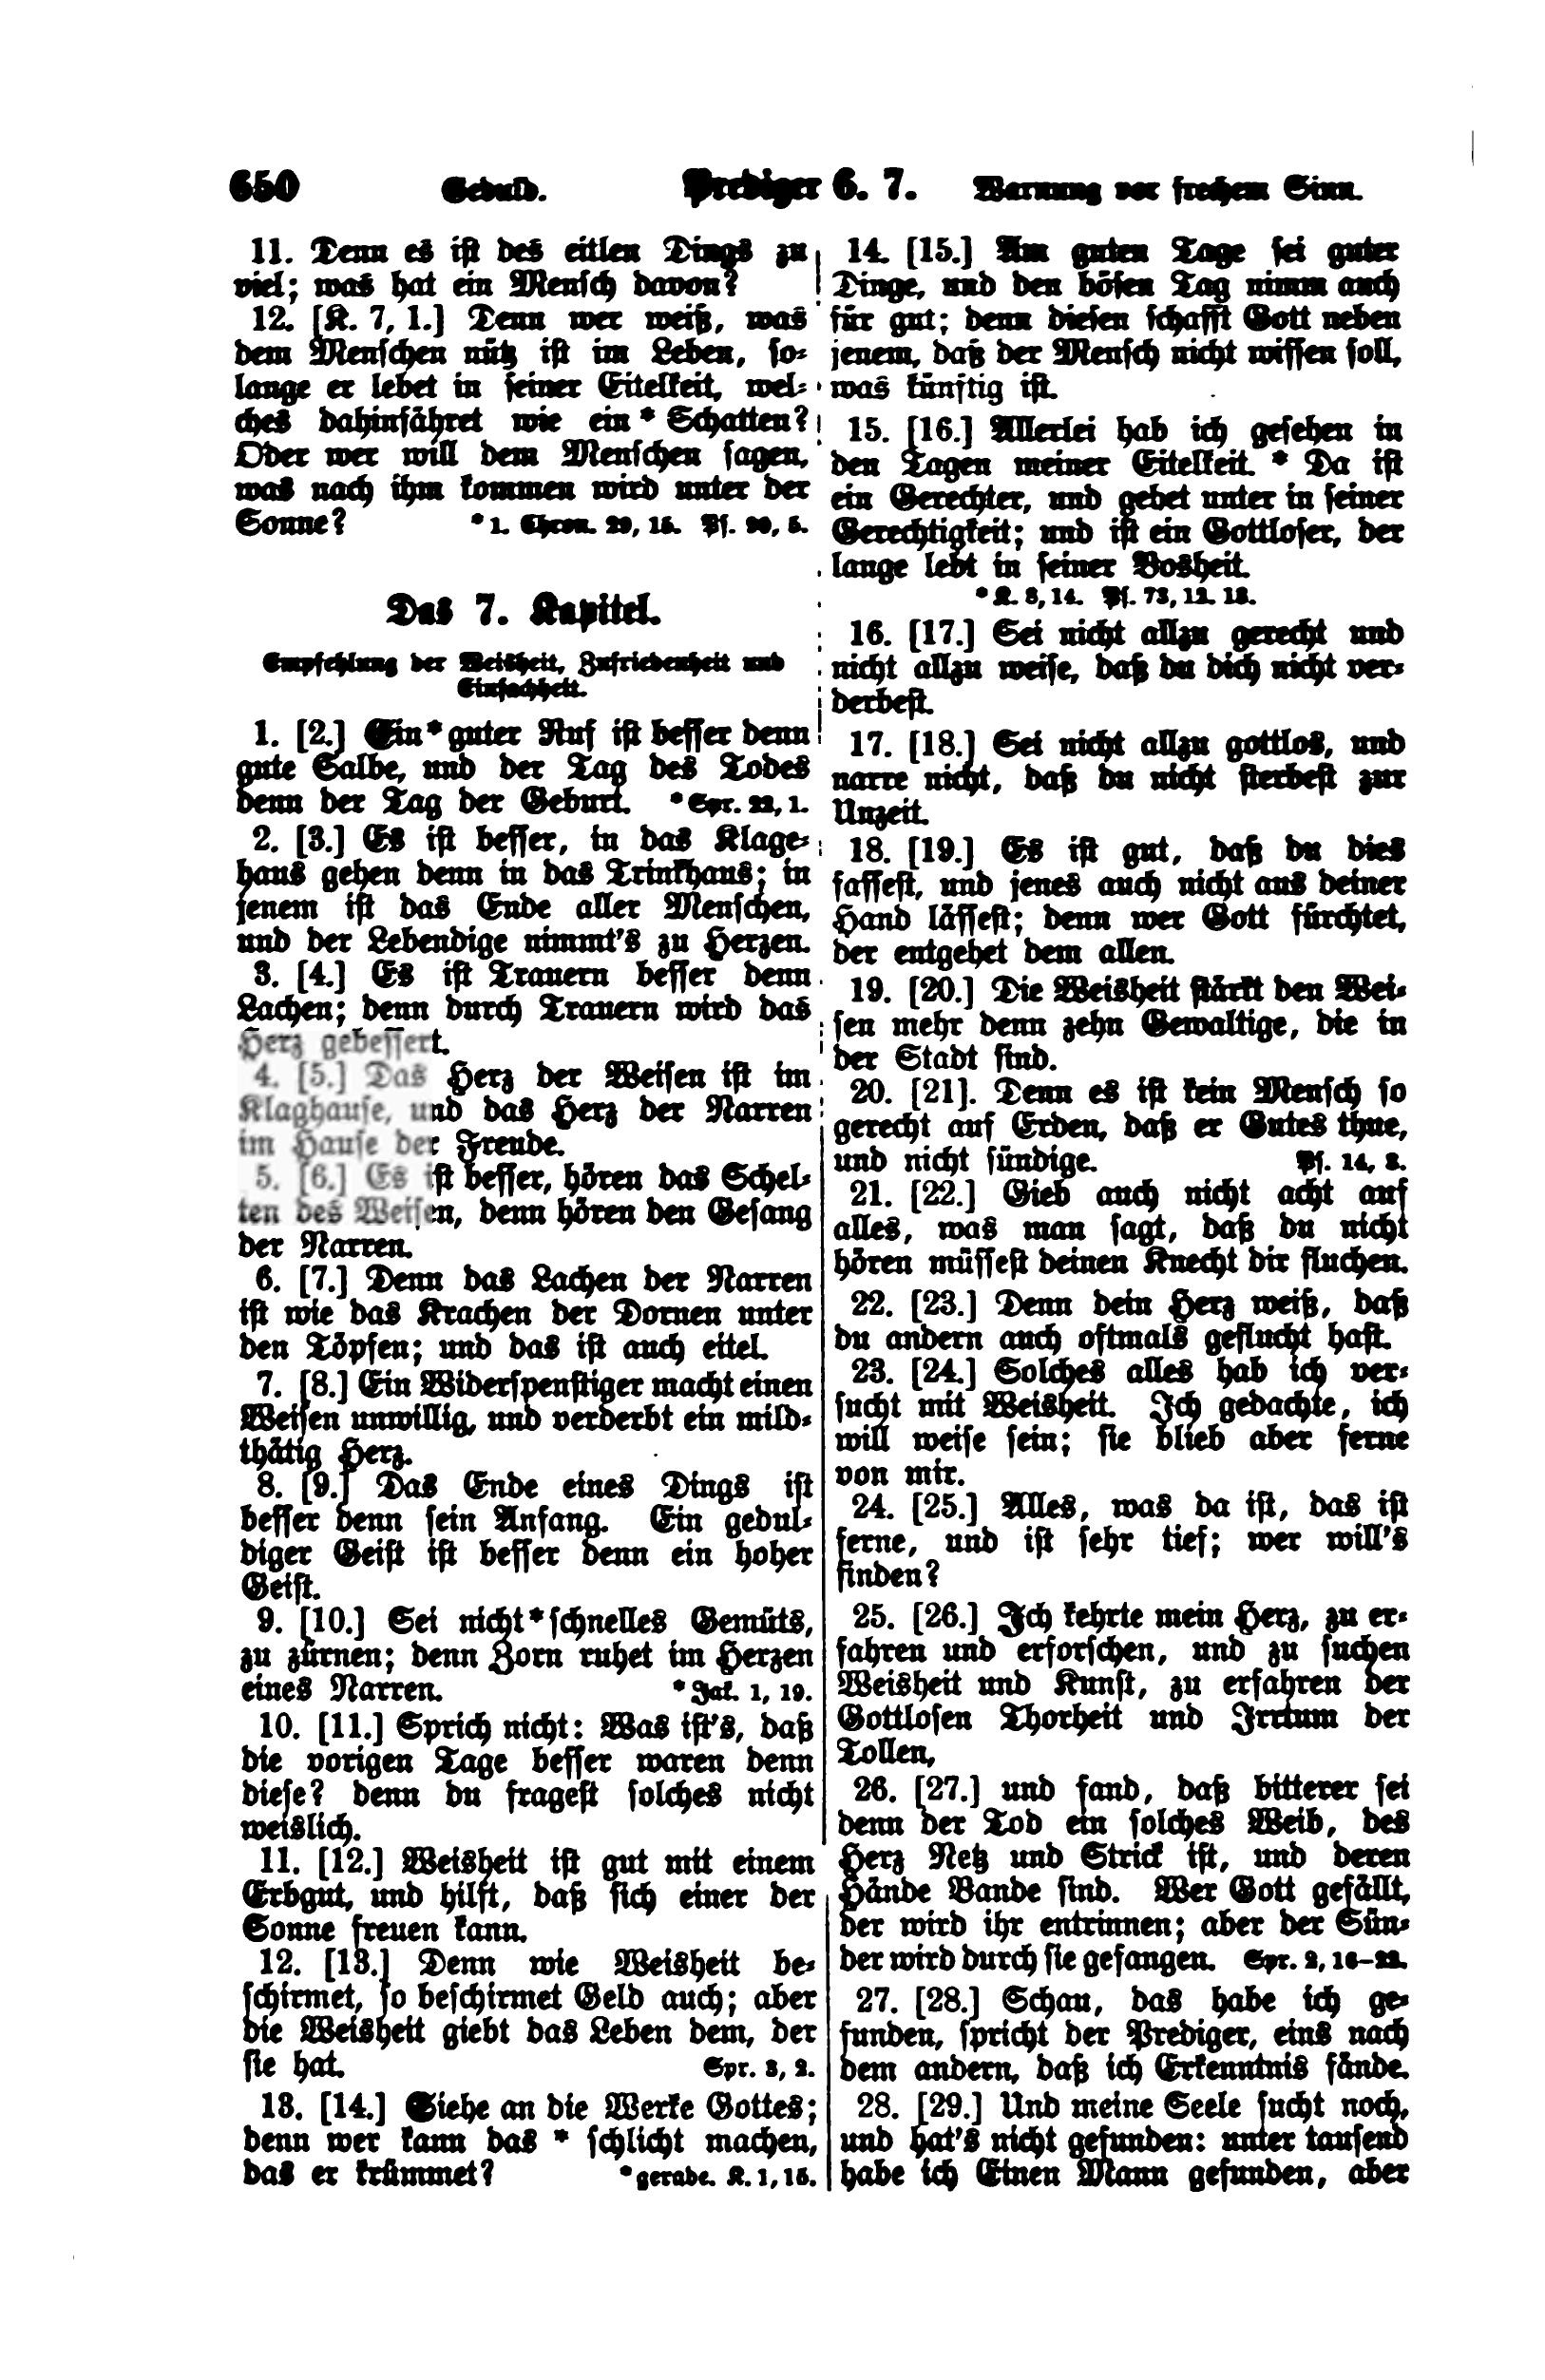 650 Geduld. Prediger 6. 7. Warnung vor frechem Sinn.
11. Denn es ist des eitlen Dings zu
viel; was hat ein Mensch davon?
12. [K. 7, 1.] Denn wer weiß, was
dem Menschen nütz ist im Leben, so-
lange er lebet in seiner Eitelkeit, wel-
ches dahinfähret wie ein * Schatten?
Oder wer will dem Menschen sagen,
was nach ihm kommen wird unter der
Sonne? * 1. Chron. 29, 15. Ps. 90, 5.
Das 7. Kapitel.
Empfehlung der Weisheit, Zufriedenheit und
Einfachheit.
1. [2.] Ein * guter Ruf ist besser denn
gute Salbe, und der Tag des Todes
denn der Tag der Geburt. * Spr. 22, 1.
2. [3.] Es ist besser, in das Klage-
haus gehen denn in das Trinkhaus; in
jenem ist das Ende aller Menschen,
und der Lebendige nimmt's zu Herzen.
3. [4.] Es ist Trauern besser denn
Lachen; denn durch Trauern wird das
Herz gebessert.
4. [5.] Das Herz der Weisen ist im
Klaghause, und das Herz der Narren
im Hause der Freude.
5. [6.] Es ist besser, hören das Schel-
ten des Weisen, denn hören den Gesang
der Narren.
6. [7.] Denn das Lachen der Narren
ist wie das Krachen der Dornen unter
den Töpfen; und das ist auch eitel.
7. [8.] Ein Widerspenstiger macht einen
Weisen unwillig, und verderbt ein mild-
thätig Herz.
8. [9.] Das Ende eines Dings ist
besser denn sein Anfang. Ein gedul-
diger Geist ist besser denn ein hoher
Geist.
9. [10.] Sei nicht * schnelles Gemüts,
zu zürnen; denn Zorn ruhet im Herzen
eines Narren. * Jak. 1, 19.
10. [11.] Sprich nicht: Was ist's, daß
die vorigen Tage besser waren denn
diese? denn du fragest solches nicht
weislich.
11. [12.] Weisheit ist gut mit einem
Erbgut, und hilft, daß sich einer der
Sonne freuen kann.
12. [13.] Denn wie Weisheit be-
schirmet, so beschirmet Geld auch; aber
die Weisheit giebt das Leben dem, der
sie hat. Spr. 3, 2.
13. [14.] Siehe an die Werke Gottes;
denn wer kann das * schlicht machen,
das er krümmet? * gerade. K. 1, 15.
14. [15.] Am guten Tage sei guter
Dinge, und den bösen Tag nimm auch
für gut; denn diesen schafft Gott neben
jenem, daß der Mensch nicht wissen soll,
was künftig ist.
15. [16.] Allerlei hab ich gesehen in
den Tagen meiner Eitelkeit. * Da ist
ein Gerechter, und gehet unter in seiner
Gerechtigkeit; und ist ein Gottloser, der
lange lebt in seiner Bosheit.
* K. 8, 14. Ps. 73, 12. 13.
16. [17.] Sei nicht allzu gerecht und
nicht allzu weise, daß du dich nicht ver-
derbest.
17. [18.] Sei nicht allzu gottlos, und
narre nicht, daß du nicht sterbest zur
Unzeit.
18. [19.] Es ist gut, daß du dies
fassest, und jenes auch nicht aus deiner
Hand lässest; denn wer Gott fürchtet,
der entgehet dem allen.
19. [20.] Die Weisheit stärkt den Wei-
sen mehr denn zehn Gewaltige, die in
der Stadt sind.
20. [21]. Denn es ist kein Mensch so
gerecht auf Erden, daß er Gutes thue,
und nicht sündige. Ps. 14, 3.
21. [22.] Gieb auch nicht acht auf
alles, was man sagt, daß du nicht
hören müssest deinen Knecht dir fluchen.
22. [23.] Denn dein Herz weiß, daß
du andern auch oftmals geflucht hast.
23. [24.] Solches alles hab ich ver-
sucht mit Weisheit. Ich gedachte, ich
will weise sein; sie blieb aber ferne
von mir.
24. [25.] Alles, was da ist, das ist
ferne, und ist sehr tief; wer will's
finden?
25. [26.] Ich kehrte mein Herz, zu er-
fahren und erforschen, und zu suchen
Weisheit und Kunst, zu erfahren der
Gottlosen Thorheit und Irrtum der
Tollen,
26. [27.] und fand, daß bitterer sei
denn der Tod ein solches Weib, des
Herz Netz und Strick ist, und deren
Hände Bande sind. Wer Gott gefällt,
der wird ihr entrinnen; aber der Sün-
der wird durch sie gefangen. Spr. 2, 16-22.
27. [28.] Schau, das habe ich ge-
funden, spricht der Prediger, eins nach
dem andern, daß ich Erkenntnis fände.
28. [29.] Und meine Seele sucht noch,
und hat's nicht gefunden: unter tausend
habe ich Einen Mann gefunden, aber